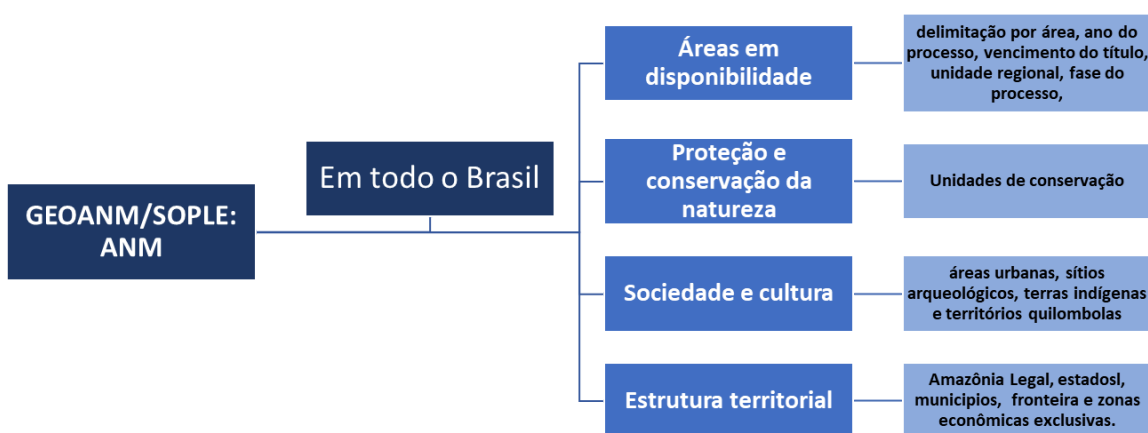 GEOANM/SOPLE:
ANM
Em todo o Brasil
Áreas em
disponibilidade
delimitação por área, ano do
processo, vencimento do título,
unidade regional, fase do
processo,
Proteção e
conservação da
natureza
Unidades de conservação
Sociedade e cultura
áreas urbanas, sítios
arqueológicos, terras indígenas
e territórios quilombolas
Estrutura territorial
Amazônia Legal, estadosl,
municipios, fronteira e zonas
econômicas exclusivas.